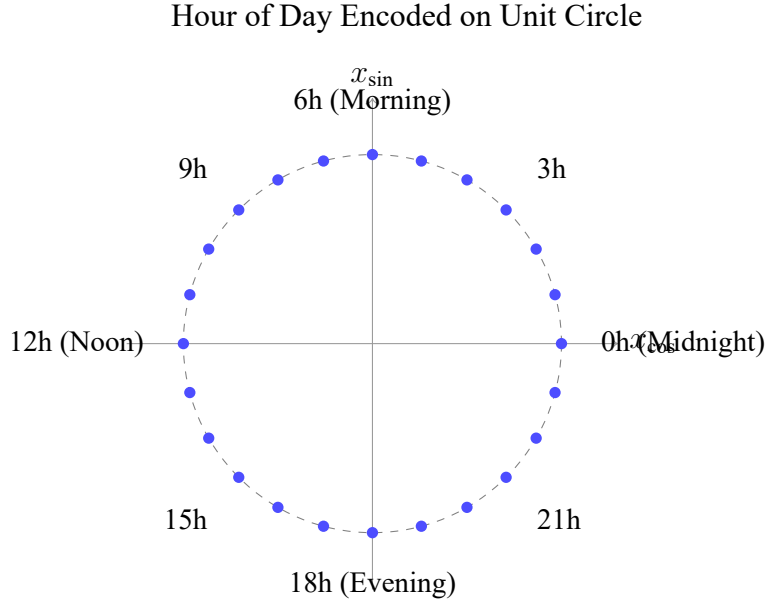 Hour of Day Encoded on Unit Circle
x_sin
6h (Morning)
9h
3h
12h (Noon)
0h (Midnight)
x_cos
15h
21h
18h (Evening)